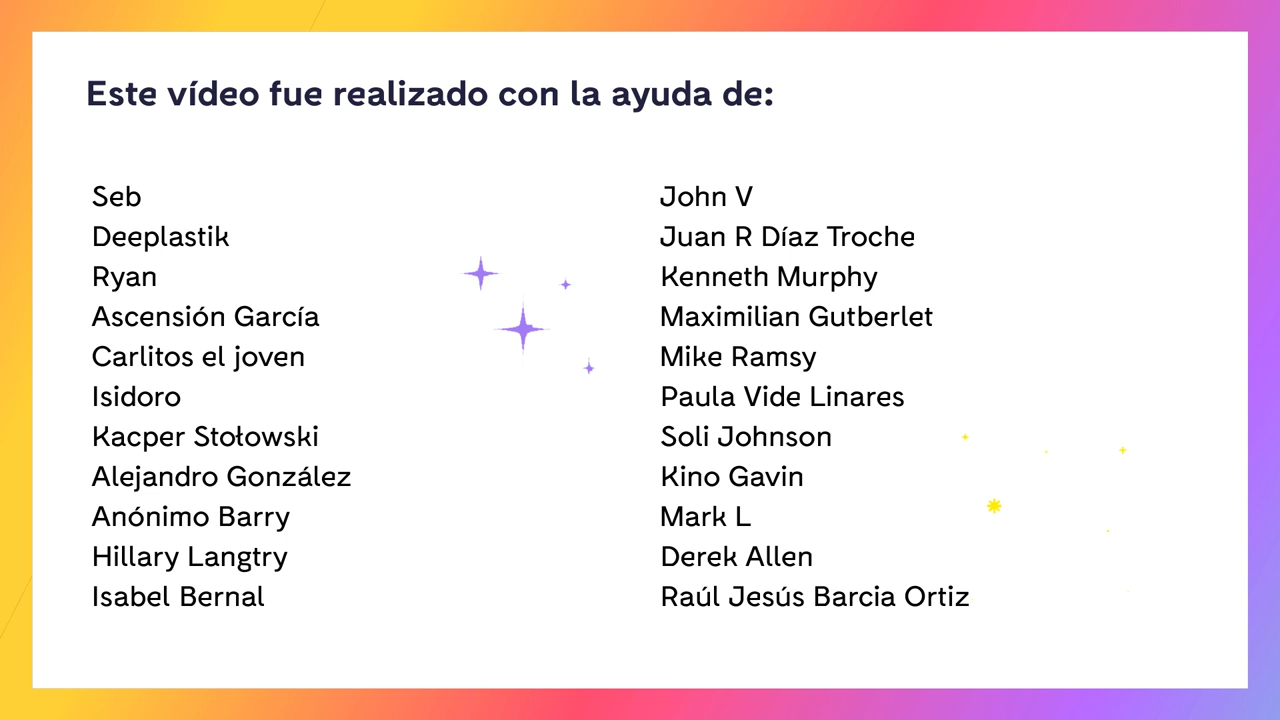 Este vídeo fue realizado con la ayuda de:
Seb
Deeplastik
Ryan
Ascensión García
Carlitos el joven
Isidoro
Kacper Stołowski
Alejandro González
Anónimo Barry
Hillary Langtry
Isabel Bernal
John V
Juan R Díaz Troche
Kenneth Murphy
Maximilian Gutberlet
Mike Ramsy
Paula Vide Linares
Soli Johnson
Kino Gavin
Mark L
Derek Allen
Raúl Jesús Barcia Ortiz